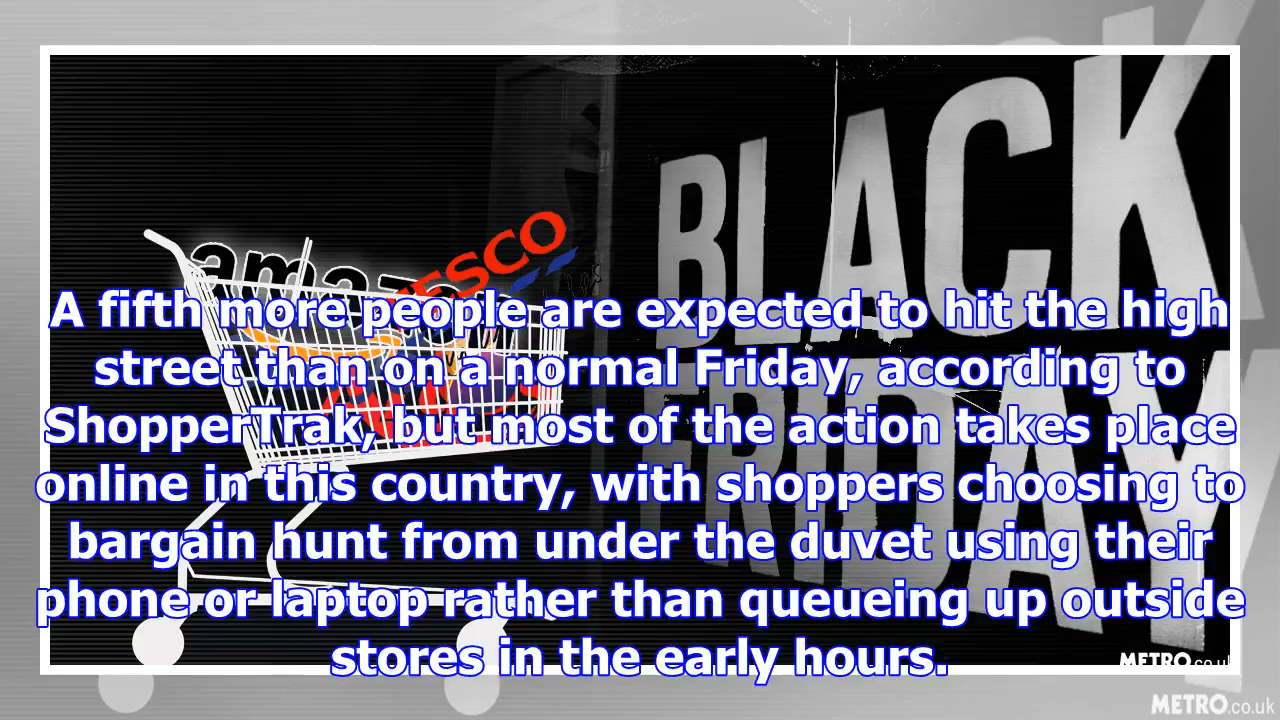 BLACK
FRIDAY
amazo
TESCO
A fifth more people are expected to hit the high
street than on a normal Friday, according to
ShopperTrak, but most of the action takes place
online in this country, with shoppers choosing to
bargain hunt from under the duvet using their
phone or laptop rather than queueing up outside
stores in the early hours.
METRO.co.uk
METRO.co.uk